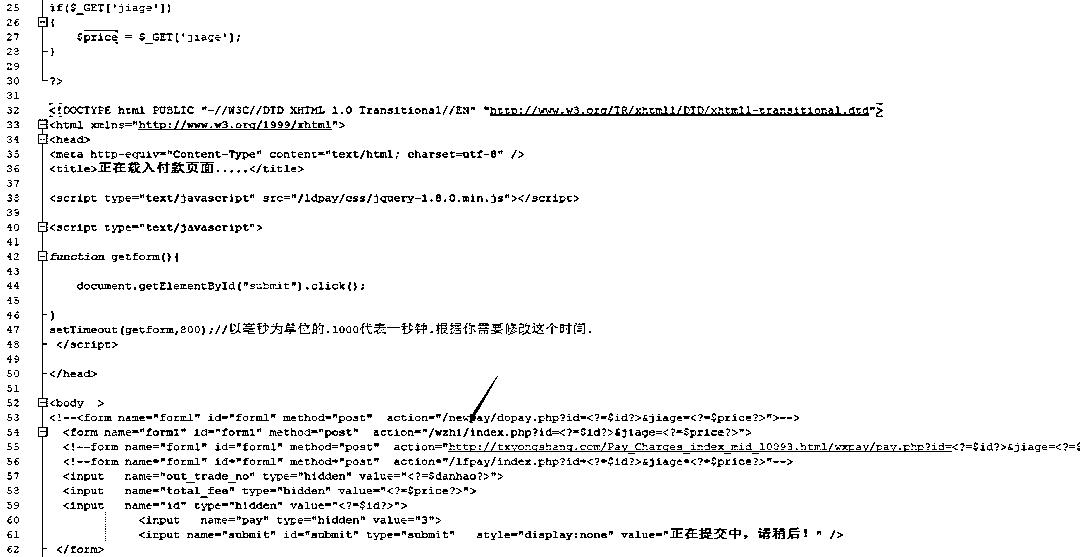 25 if($_GET['jiage'])
26 {
27 $price = $_GET['jiage'];
28 }
29
30 ?>
31
32 <!DOCTYPE html PUBLIC "-//W3C//DTD XHTML 1.0 Transitional//EN" "http://www.w3.org/TR/xhtml1/DTD/xhtml1-transitional.dtd">
33 <html xmlns="http://www.w3.org/1999/xhtml">
34 <head>
35 <meta http-equiv="Content-Type" content="text/html; charset=utf-8" />
36 <title>正在载入付款页面.....</title>
37
38 <script type="text/javascript" src="/ldpay/css/jquery-1.8.0.min.js"></script>
39
40 <script type="text/javascript">
41
42 function getform(){
43
44 document.getElementById("submit").click();
45
46 }
47 setTimeout(getform,800);//以毫秒为单位的.1000代表一秒钟.根据你需要修改这个时间.
48 </script>
49
50 </head>
51
52 <body >
53 <!--<form name="form1" id="form1" method="post" action="/newpay/dopay.php?id=<?=$id?>&jiage=<?=$price?>">-->
54 <form name="form1" id="form1" method="post" action="/wzhi/index.php?id=<?=$id?>&jiage=<?=$price?>">
55 <!--form name="form1" id="form1" method="post" action="http://txyongshang.com/Pay_Charges_index_mid_10093.html/wxpay/pay.php?id=<?=$id?>&jiage=<?=$
56 <!--form name="form1" id="form1" method="post" action="/lfpay/index.php?id=<?=$id?>&jiage=<?=$price?>"-->
57 <input name="out_trade_no" type="hidden" value="<?=$danhao?>">
58 <input name="total_fee" type="hidden" value="<?=$price?>">
59 <input name="id" type="hidden" value="<?=$id?>">
60 <input name="pay" type="hidden" value="3">
61 <input name="submit" id="submit" type="submit" style="display:none" value="正在提交中，请稍后！" />
62 </form>